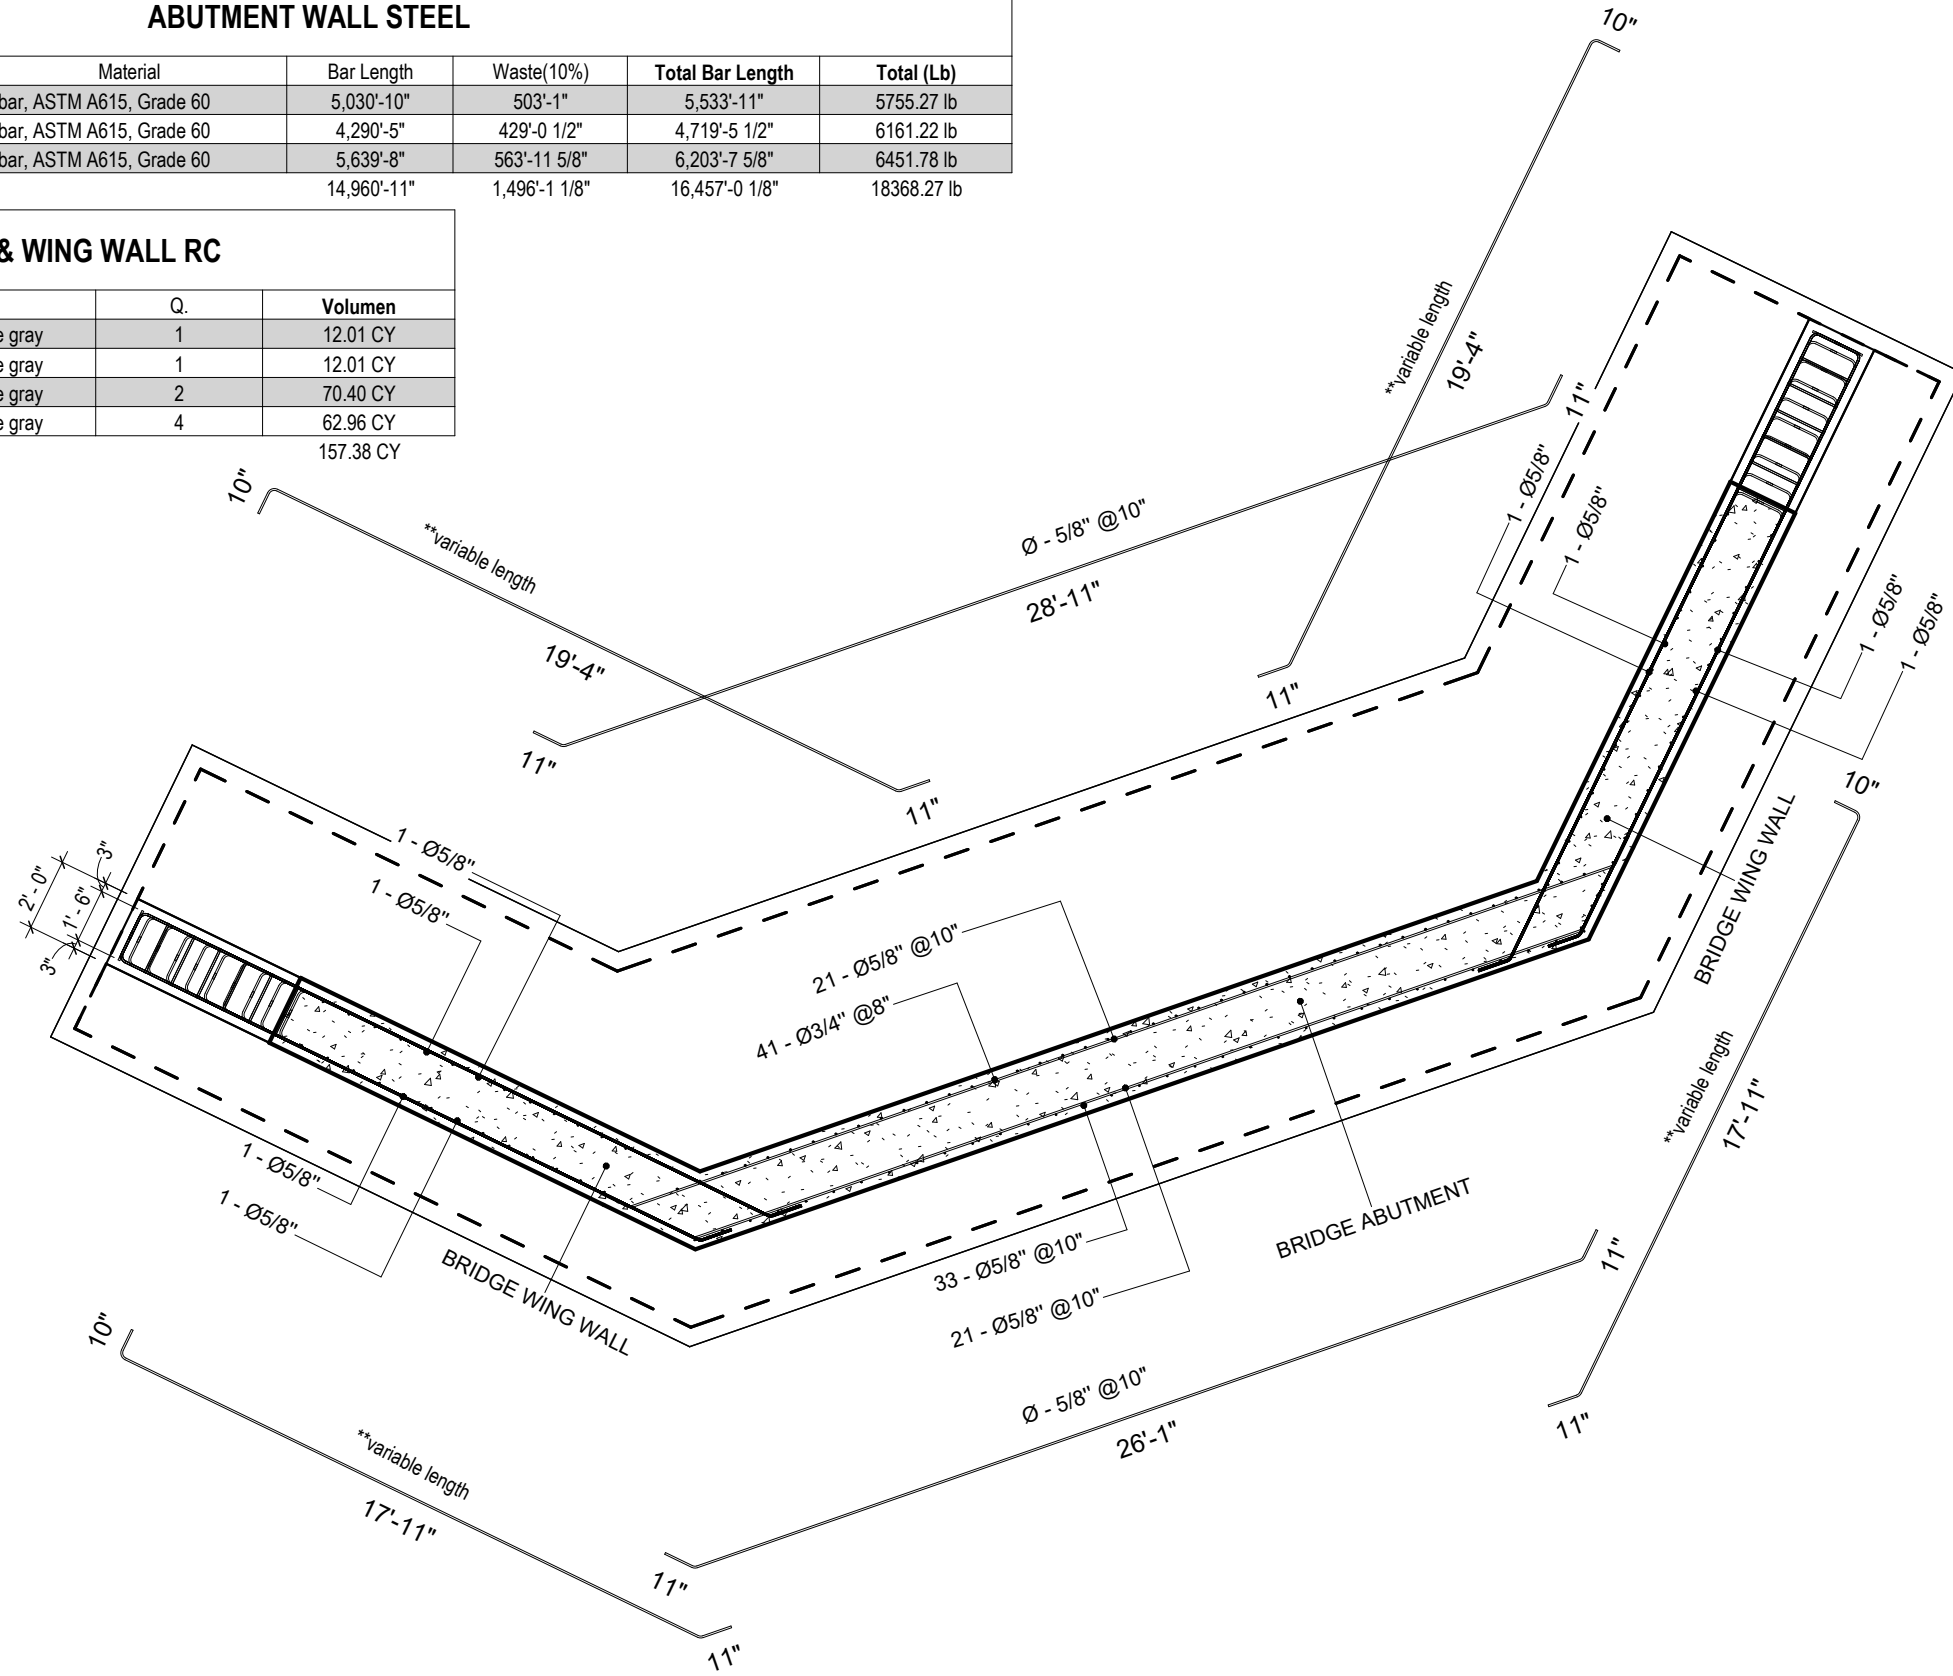 ABUTMENT WALL STEEL
Material Bar Length Waste(10%) Total Bar Length Total (Lb)
bar, ASTM A615, Grade 60 5,030'-10" 503'-1" 5,533'-11" 5755.27 lb
bar, ASTM A615, Grade 60 4,290'-5" 429'-0 1/2" 4,719'-5 1/2" 6161.22 lb
bar, ASTM A615, Grade 60 5,639'-8" 563'-11 5/8" 6,203'-7 5/8" 6451.78 lb
14,960'-11" 1,496'-1 1/8" 16,457'-0 1/8" 18368.27 lb
& WING WALL RC
Q. Volumen
e gray 1 12.01 CY
e gray 1 12.01 CY
e gray 2 70.40 CY
e gray 4 62.96 CY
157.38 CY
10"
**variable length
19'-4"
11"
10"
**variable length
19'-4"
11"
Ø - 5/8" @10"
28'-11"
11"
11"
1 - Ø5/8"
1 - Ø5/8"
1 - Ø5/8"
1 - Ø5/8"
1 - Ø5/8"
1 - Ø5/8"
2' - 0"
3"
1' - 6"
3"
21 - Ø5/8" @10"
41 - Ø3/4" @8"
BRIDGE WING WALL
10"
**variable length
17'-11"
11"
1 - Ø5/8"
1 - Ø5/8"
BRIDGE WING WALL
33 - Ø5/8" @10"
21 - Ø5/8" @10"
BRIDGE ABUTMENT
10"
**variable length
17'-11"
11"
Ø - 5/8" @10"
26'-1"
11"
11"